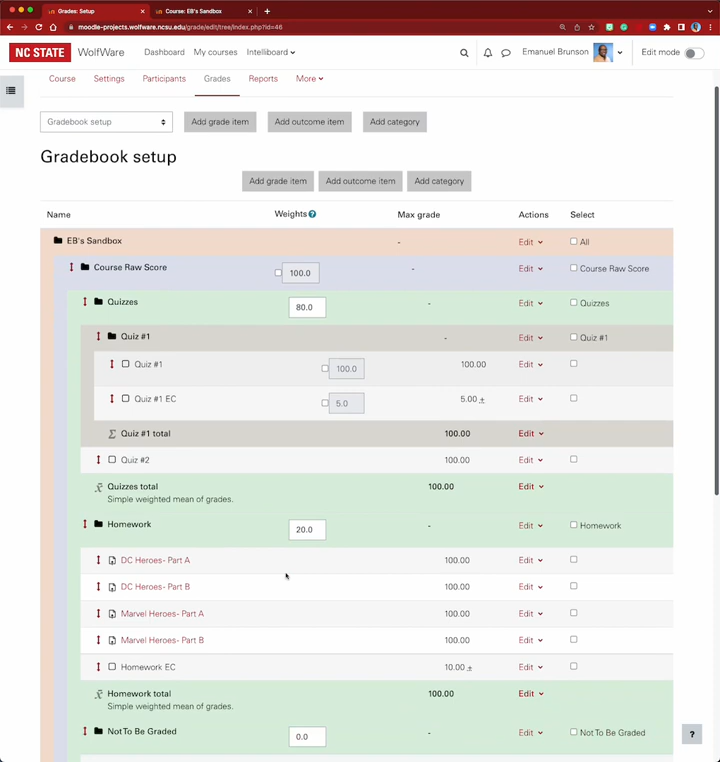 Grades: Setup
Course: EB's Sandbox
moodle-projects.wolfware.ncsu.edu/grade/edit/tree/index.php?id=46
NC STATE WolfWare Dashboard My courses Intelliboard Emanuel Brunson Edit mode
Course Settings Participants Grades Reports More
Gradebook setup Add grade item Add outcome item Add category
Gradebook setup
Add grade item Add outcome item Add category
Name Weights ? Max grade Actions Select
EB's Sandbox - Edit All
Course Raw Score 100.0 - Edit Course Raw Score
Quizzes 80.0 - Edit Quizzes
Quiz #1 - Edit Quiz #1
Quiz #1 100.0 100.00 Edit
Quiz #1 EC 5.0 5.00 ± Edit
Σ Quiz #1 total 100.00 Edit
Quiz #2 100.00 Edit
x̄ Quizzes total 100.00 Edit
Simple weighted mean of grades.
Homework 20.0 - Edit Homework
DC Heroes- Part A 100.00 Edit
DC Heroes- Part B 100.00 Edit
Marvel Heroes- Part A 100.00 Edit
Marvel Heroes- Part B 100.00 Edit
Homework EC 10.00 ± Edit
x̄ Homework total 100.00 Edit
Simple weighted mean of grades.
Not To Be Graded 0.0 - Edit Not To Be Graded
?